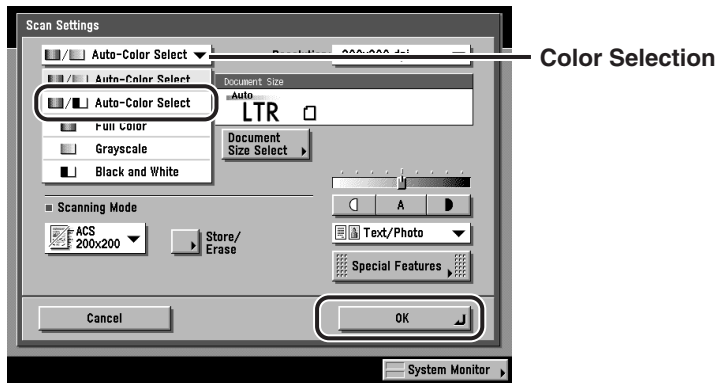 Scan Settings
Auto-Color Select
200x200 dpi
Color Selection
Auto-Color Select
Document Size
Auto-Color Select
Auto
LTR
Full Color
Grayscale
Document
Size Select
Black and White
Scanning Mode
A
ACS
200x200
Store/
Erase
Text/Photo
Special Features
Cancel
OK
System Monitor